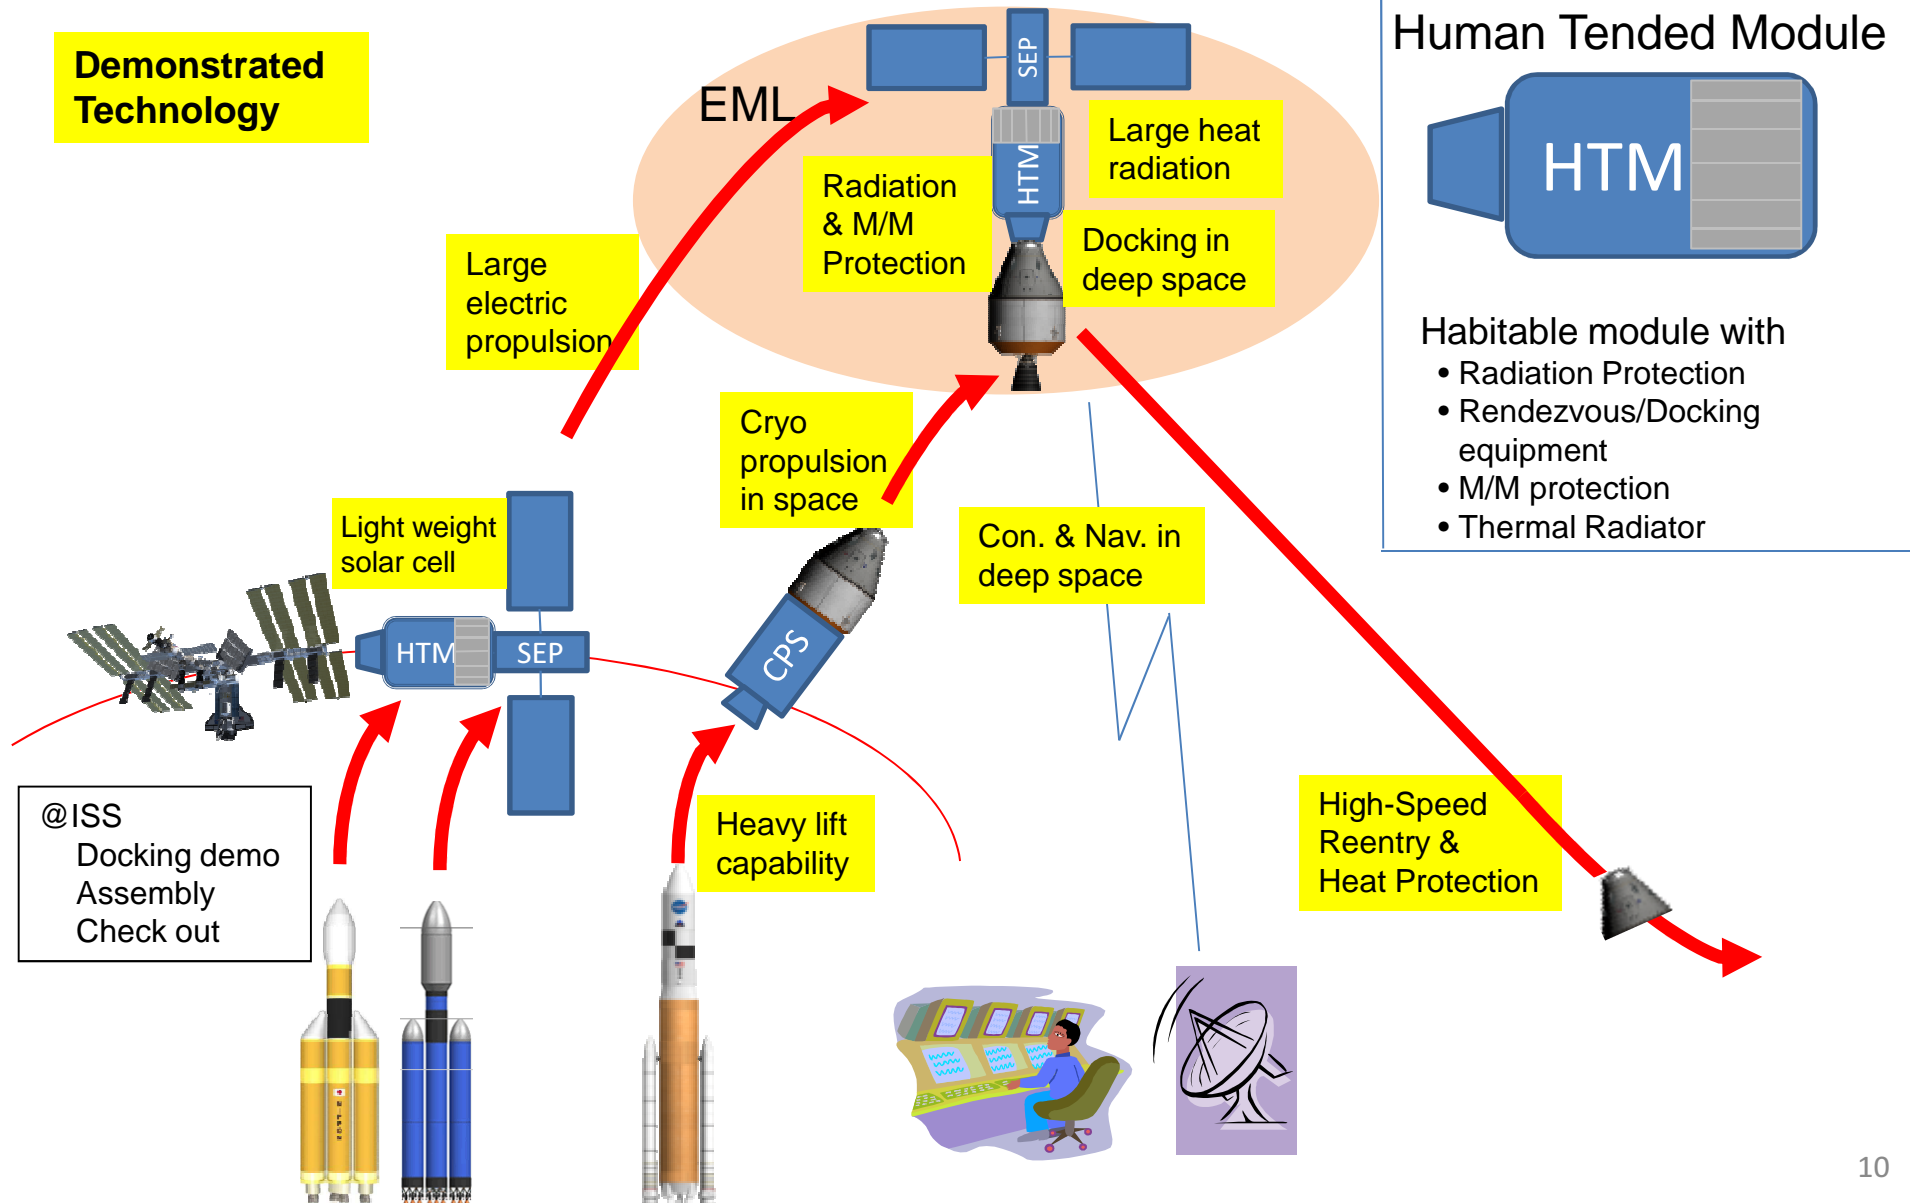 Demonstrated
Technology
EML
SEP
HTM
Large heat
radiation
Radiation
& M/M
Protection
Docking in
deep space
Large
electric
propulsion
Human Tended Module
HTM
Habitable module with
• Radiation Protection
• Rendezvous/Docking
equipment
• M/M protection
• Thermal Radiator
Cryo
propulsion
in space
Light weight
solar cell
Con. & Nav. in
deep space
HTM
SEP
CPS
@ISS
Docking demo
Assembly
Check out
Heavy lift
capability
High-Speed
Reentry &
Heat Protection
NIPPON
10